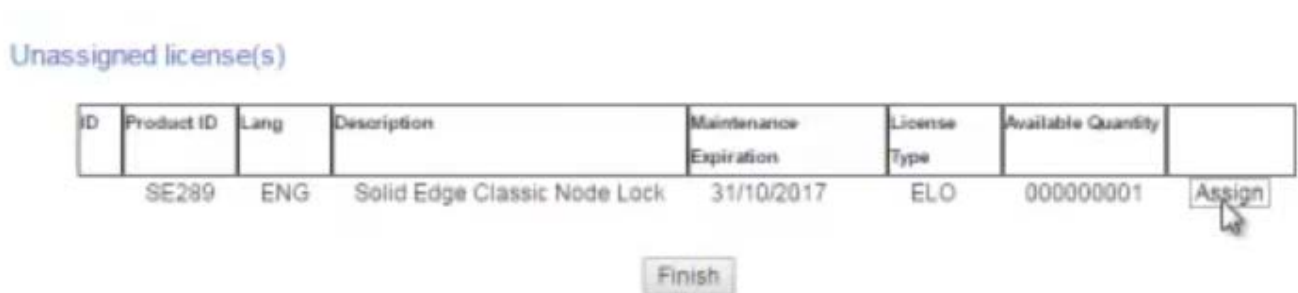 Unassigned license(s)
ID Product ID Lang Description Maintenance Expiration License Type Available Quantity
SE289 ENG Solid Edge Classic Node Lock 31/10/2017 ELO 000000001 Assign
Finish